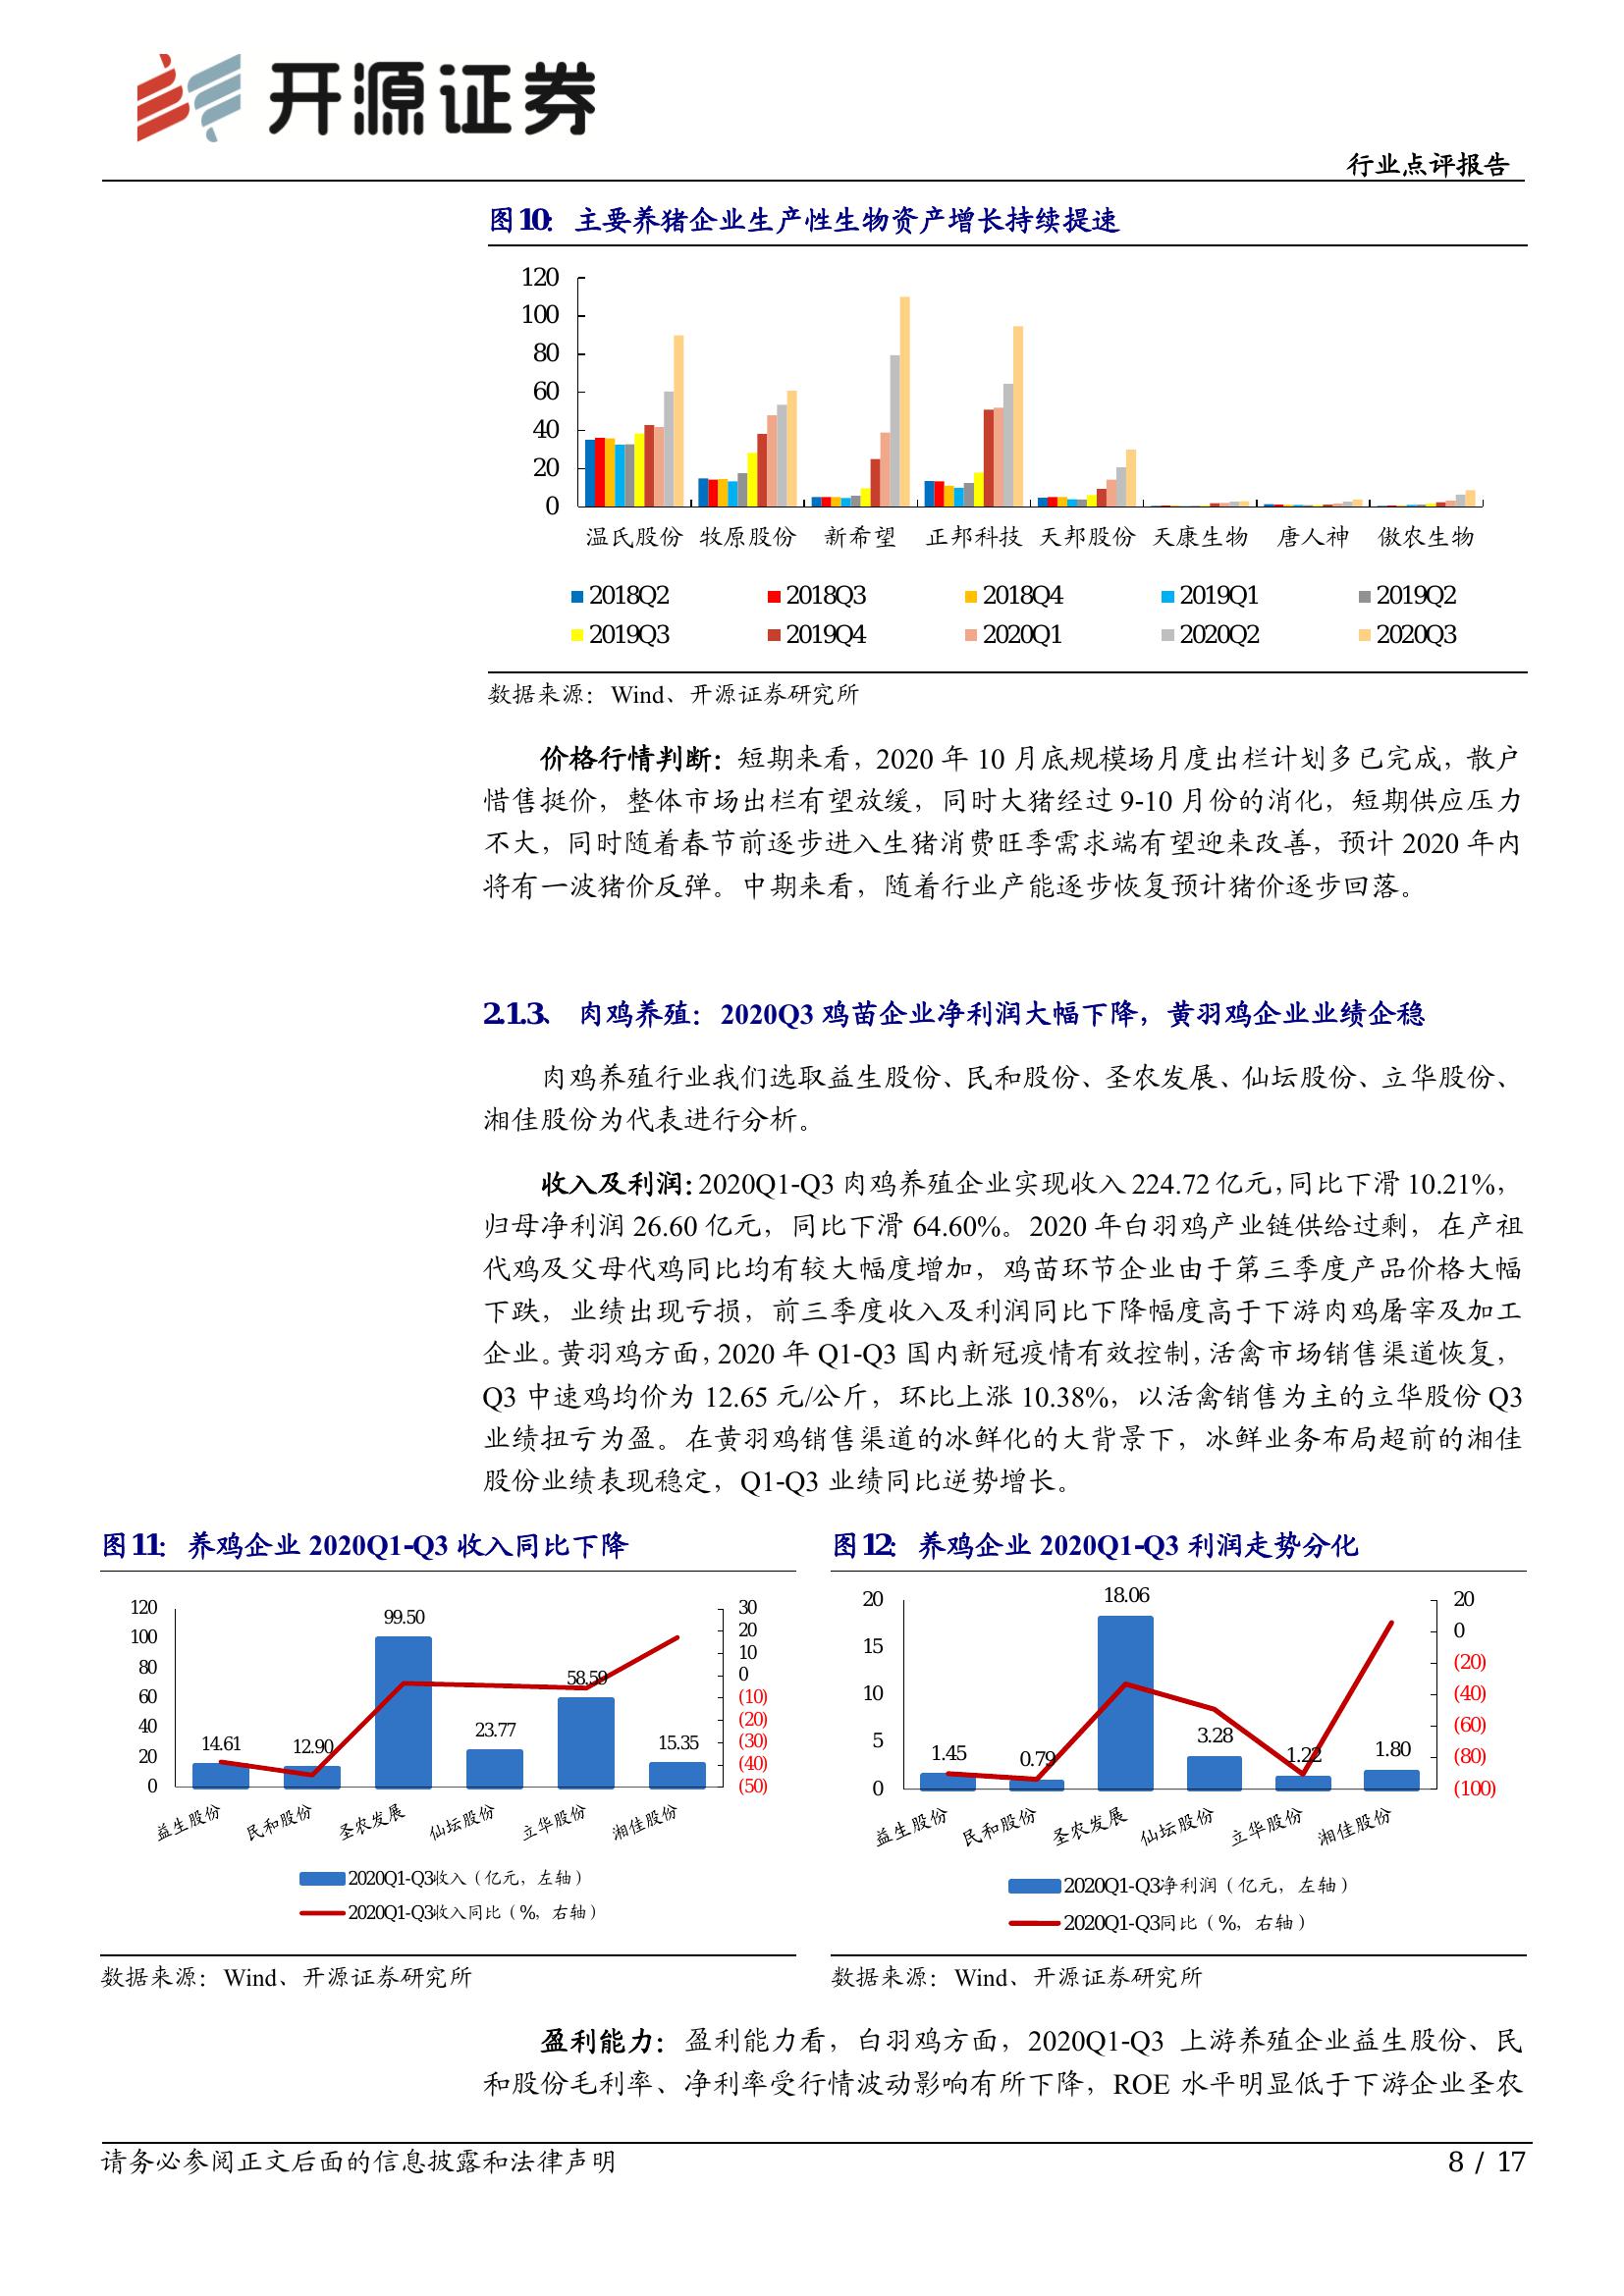 开源证券
行业点评报告
图10：主要养猪企业生产性生物资产增长持续提速
120
100
80
60
40
20
0
温氏股份 牧原股份 新希望 正邦科技 天邦股份 天康生物 唐人神 傲农生物
2018Q2 2018Q3 2018Q4 2019Q1 2019Q2
2019Q3 2019Q4 2020Q1 2020Q2 2020Q3
数据来源：Wind、开源证券研究所
价格行情判断：短期来看，2020 年 10 月底规模场月度出栏计划多已完成，散户
惜售挺价，整体市场出栏有望放缓，同时大猪经过 9-10 月份的消化，短期供应压力
不大，同时随着春节前逐步进入生猪消费旺季需求端有望迎来改善，预计 2020 年内
将有一波猪价反弹。中期来看，随着行业产能逐步恢复预计猪价逐步回落。
2.1.3、 肉鸡养殖：2020Q3 鸡苗企业净利润大幅下降，黄羽鸡企业业绩企稳
肉鸡养殖行业我们选取益生股份、民和股份、圣农发展、仙坛股份、立华股份、
湘佳股份为代表进行分析。
收入及利润：2020Q1-Q3 肉鸡养殖企业实现收入 224.72 亿元，同比下滑 10.21%，
归母净利润 26.60 亿元，同比下滑 64.60%。2020 年白羽鸡产业链供给过剩，在产祖
代鸡及父母代鸡同比均有较大幅度增加，鸡苗环节企业由于第三季度产品价格大幅
下跌，业绩出现亏损，前三季度收入及利润同比下降幅度高于下游肉鸡屠宰及加工
企业。黄羽鸡方面，2020 年 Q1-Q3 国内新冠疫情有效控制，活禽市场销售渠道恢复，
Q3 中速鸡均价为 12.65 元/公斤，环比上涨 10.38%，以活禽销售为主的立华股份 Q3
业绩扭亏为盈。在黄羽鸡销售渠道的冰鲜化的大背景下，冰鲜业务布局超前的湘佳
股份业绩表现稳定，Q1-Q3 业绩同比逆势增长。
图11：养鸡企业 2020Q1-Q3 收入同比下降
120
100
80
60
40
20
0
14.61 12.90 99.50 23.77 58.59 15.35
30
20
10
0
(10)
(20)
(30)
(40)
(50)
益生股份 民和股份 圣农发展 仙坛股份 立华股份 湘佳股份
2020Q1-Q3收入（亿元，左轴）
2020Q1-Q3收入同比（%，右轴）
数据来源：Wind、开源证券研究所
图12：养鸡企业 2020Q1-Q3 利润走势分化
20
15
10
5
0
1.45 0.79 18.06 3.28 1.22 1.80
20
0
(20)
(40)
(60)
(80)
(100)
益生股份 民和股份 圣农发展 仙坛股份 立华股份 湘佳股份
2020Q1-Q3净利润（亿元，左轴）
2020Q1-Q3同比（%，右轴）
数据来源：Wind、开源证券研究所
盈利能力：盈利能力看，白羽鸡方面，2020Q1-Q3 上游养殖企业益生股份、民
和股份毛利率、净利率受行情波动影响有所下降，ROE 水平明显低于下游企业圣农
请务必参阅正文后面的信息披露和法律声明
8 / 17